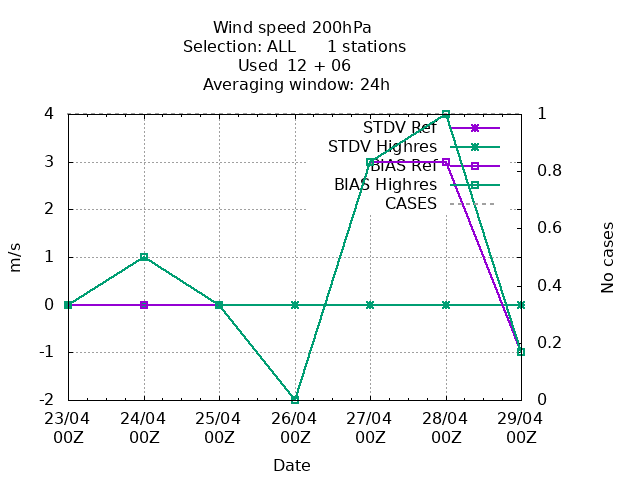 Wind speed 200hPa
Selection: ALL 1 stations
Used 12 + 06
Averaging window: 24h
STDV Ref
STDV Highres
BIAS Ref
BIAS Highres
CASES
4
3
2
1
0
-1
-2
m/s
1
0.8
0.6
0.4
0.2
0
No cases
23/04 24/04 25/04 26/04 27/04 28/04 29/04
00Z 00Z 00Z 00Z 00Z 00Z 00Z
Date